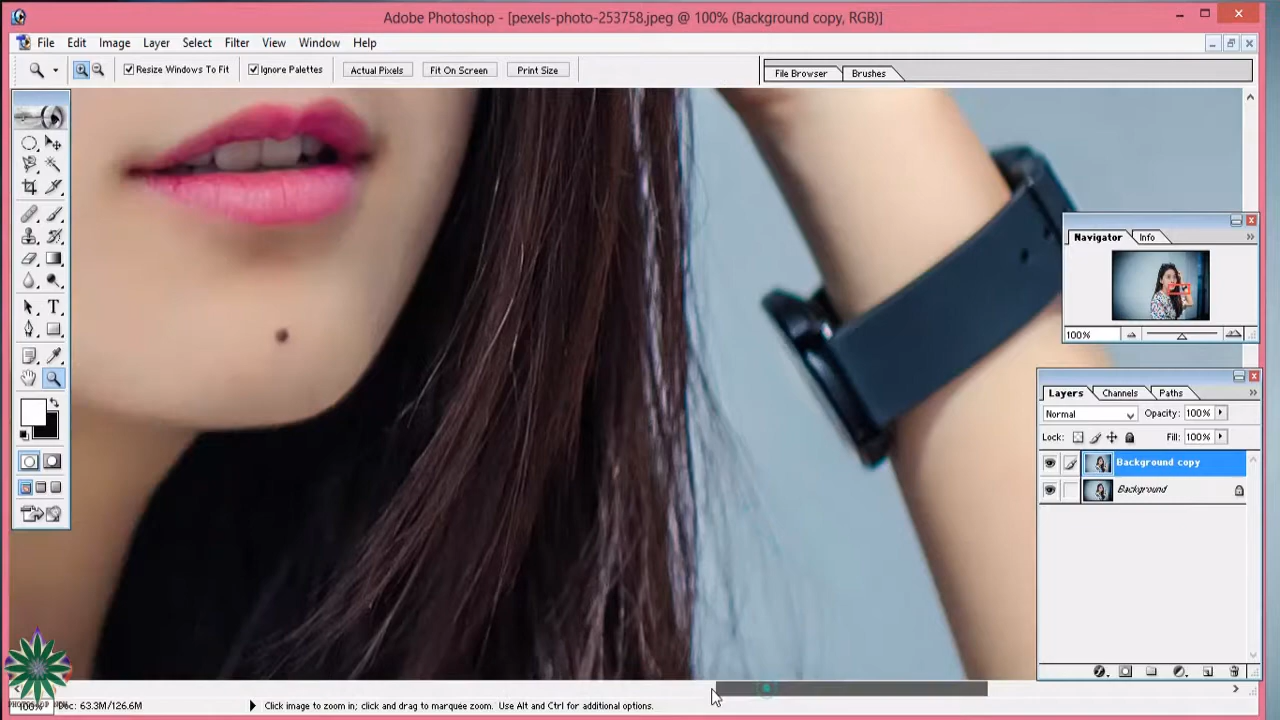 Adobe Photoshop - [pexels-photo-253758.jpeg @ 100% (Background copy, RGB)]
File Edit Image Layer Select Filter View Window Help
Resize Windows To Fit Ignore Palettes Actual Pixels Fit On Screen Print Size File Browser Brushes
Navigator Info
100%
Layers Channels Paths
Normal Opacity: 100%
Lock: Fill: 100%
Background copy
Background
T
100% Doc: 63.3M/126.6M Click image to zoom in; click and drag to marquee zoom. Use Alt and Ctrl for additional options.